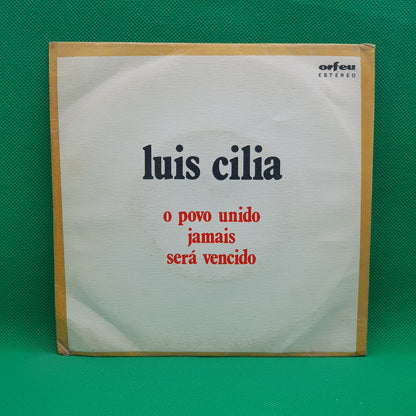 orfeu
ESTEREO
luis cilia
o povo unido
jamais
será vencido